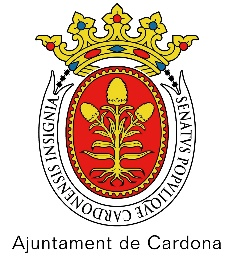 SENATVS POPVLIQVE CARDONENSIS INSIGNIA
Ajuntament de Cardona